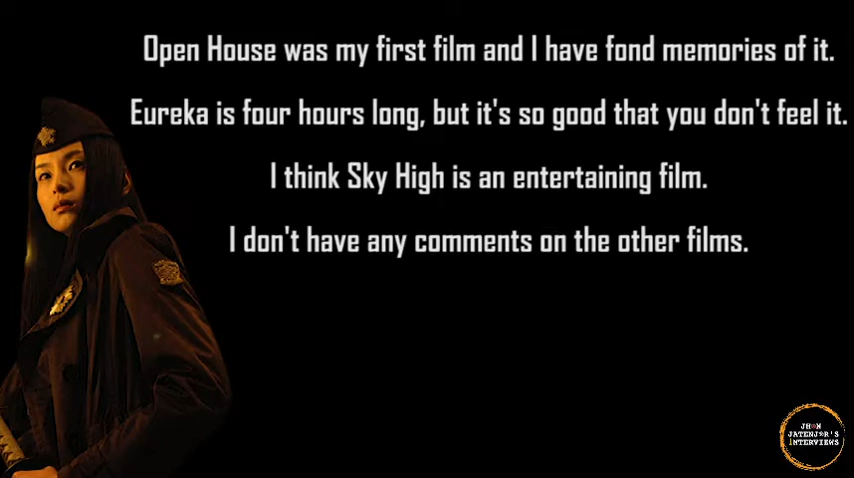 Open House was my first film and I have fond memories of it.
Eureka is four hours long, but it's so good that you don't feel it.
I think Sky High is an entertaining film.
I don't have any comments on the other films.
JHON
JATENJOR'S
INTERVIEWS